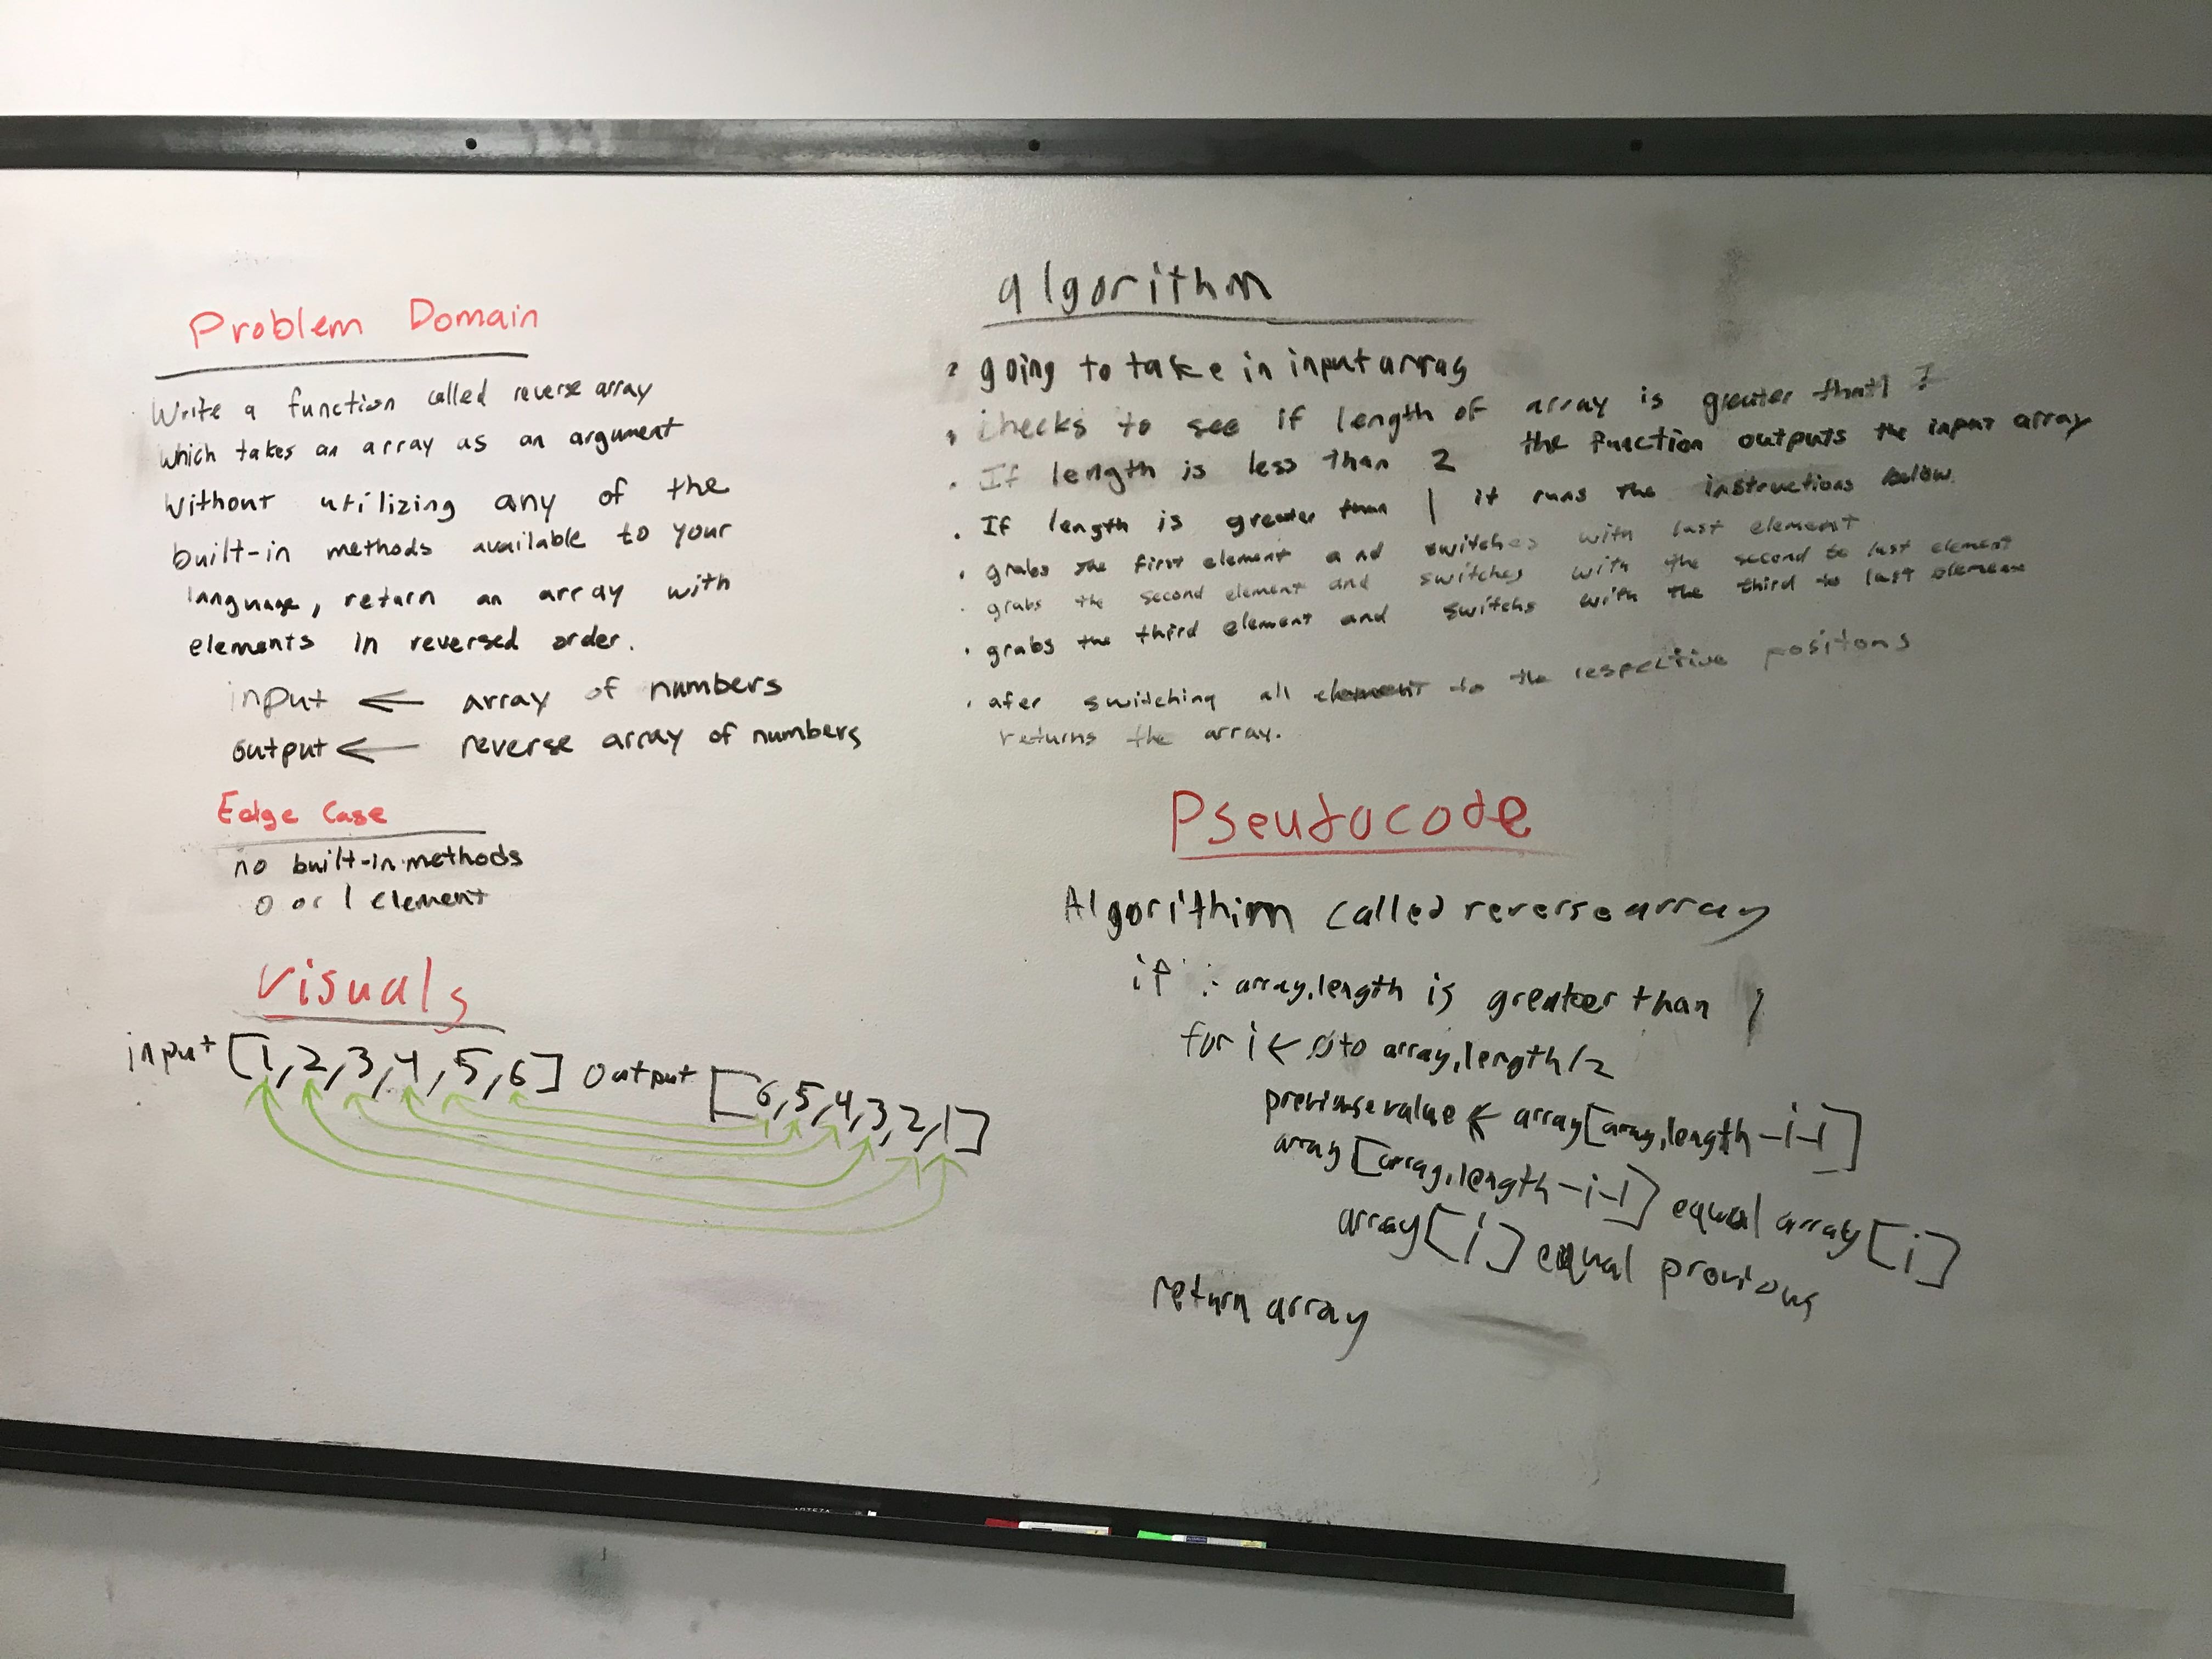 Problem Domain
Write a function called reverse array
which takes an array as an argument
without utilizing any of the
built-in methods available to your
language, return an array with
elements in reversed order.
input ← array of numbers
output ← reverse array of numbers
Edge Case
no built-in methods
0 or 1 element
Visuals
input [1,2,3,4,5,6] output [6,5,4,3,2,1]
algorithm
going to take in input array
checks to see if length of array is greater than 1 ?
If length is less than 2 the function outputs the input array
If length is greater than 1 it runs the instructions below
grabs the first element and switches with last element
grabs the second element and switches with the second to last element
grabs the third element and switchs with the third to last element
afer switching all element to the respective positons
returns the array.
Pseudocode
Algorithim called reverse array
if : array.length is greater than 1
for i ← 0 to array.length/2
value ← array[array.length-i-1]
array[array.length-i-1] equal array[i]
array[i] equal previous
return array